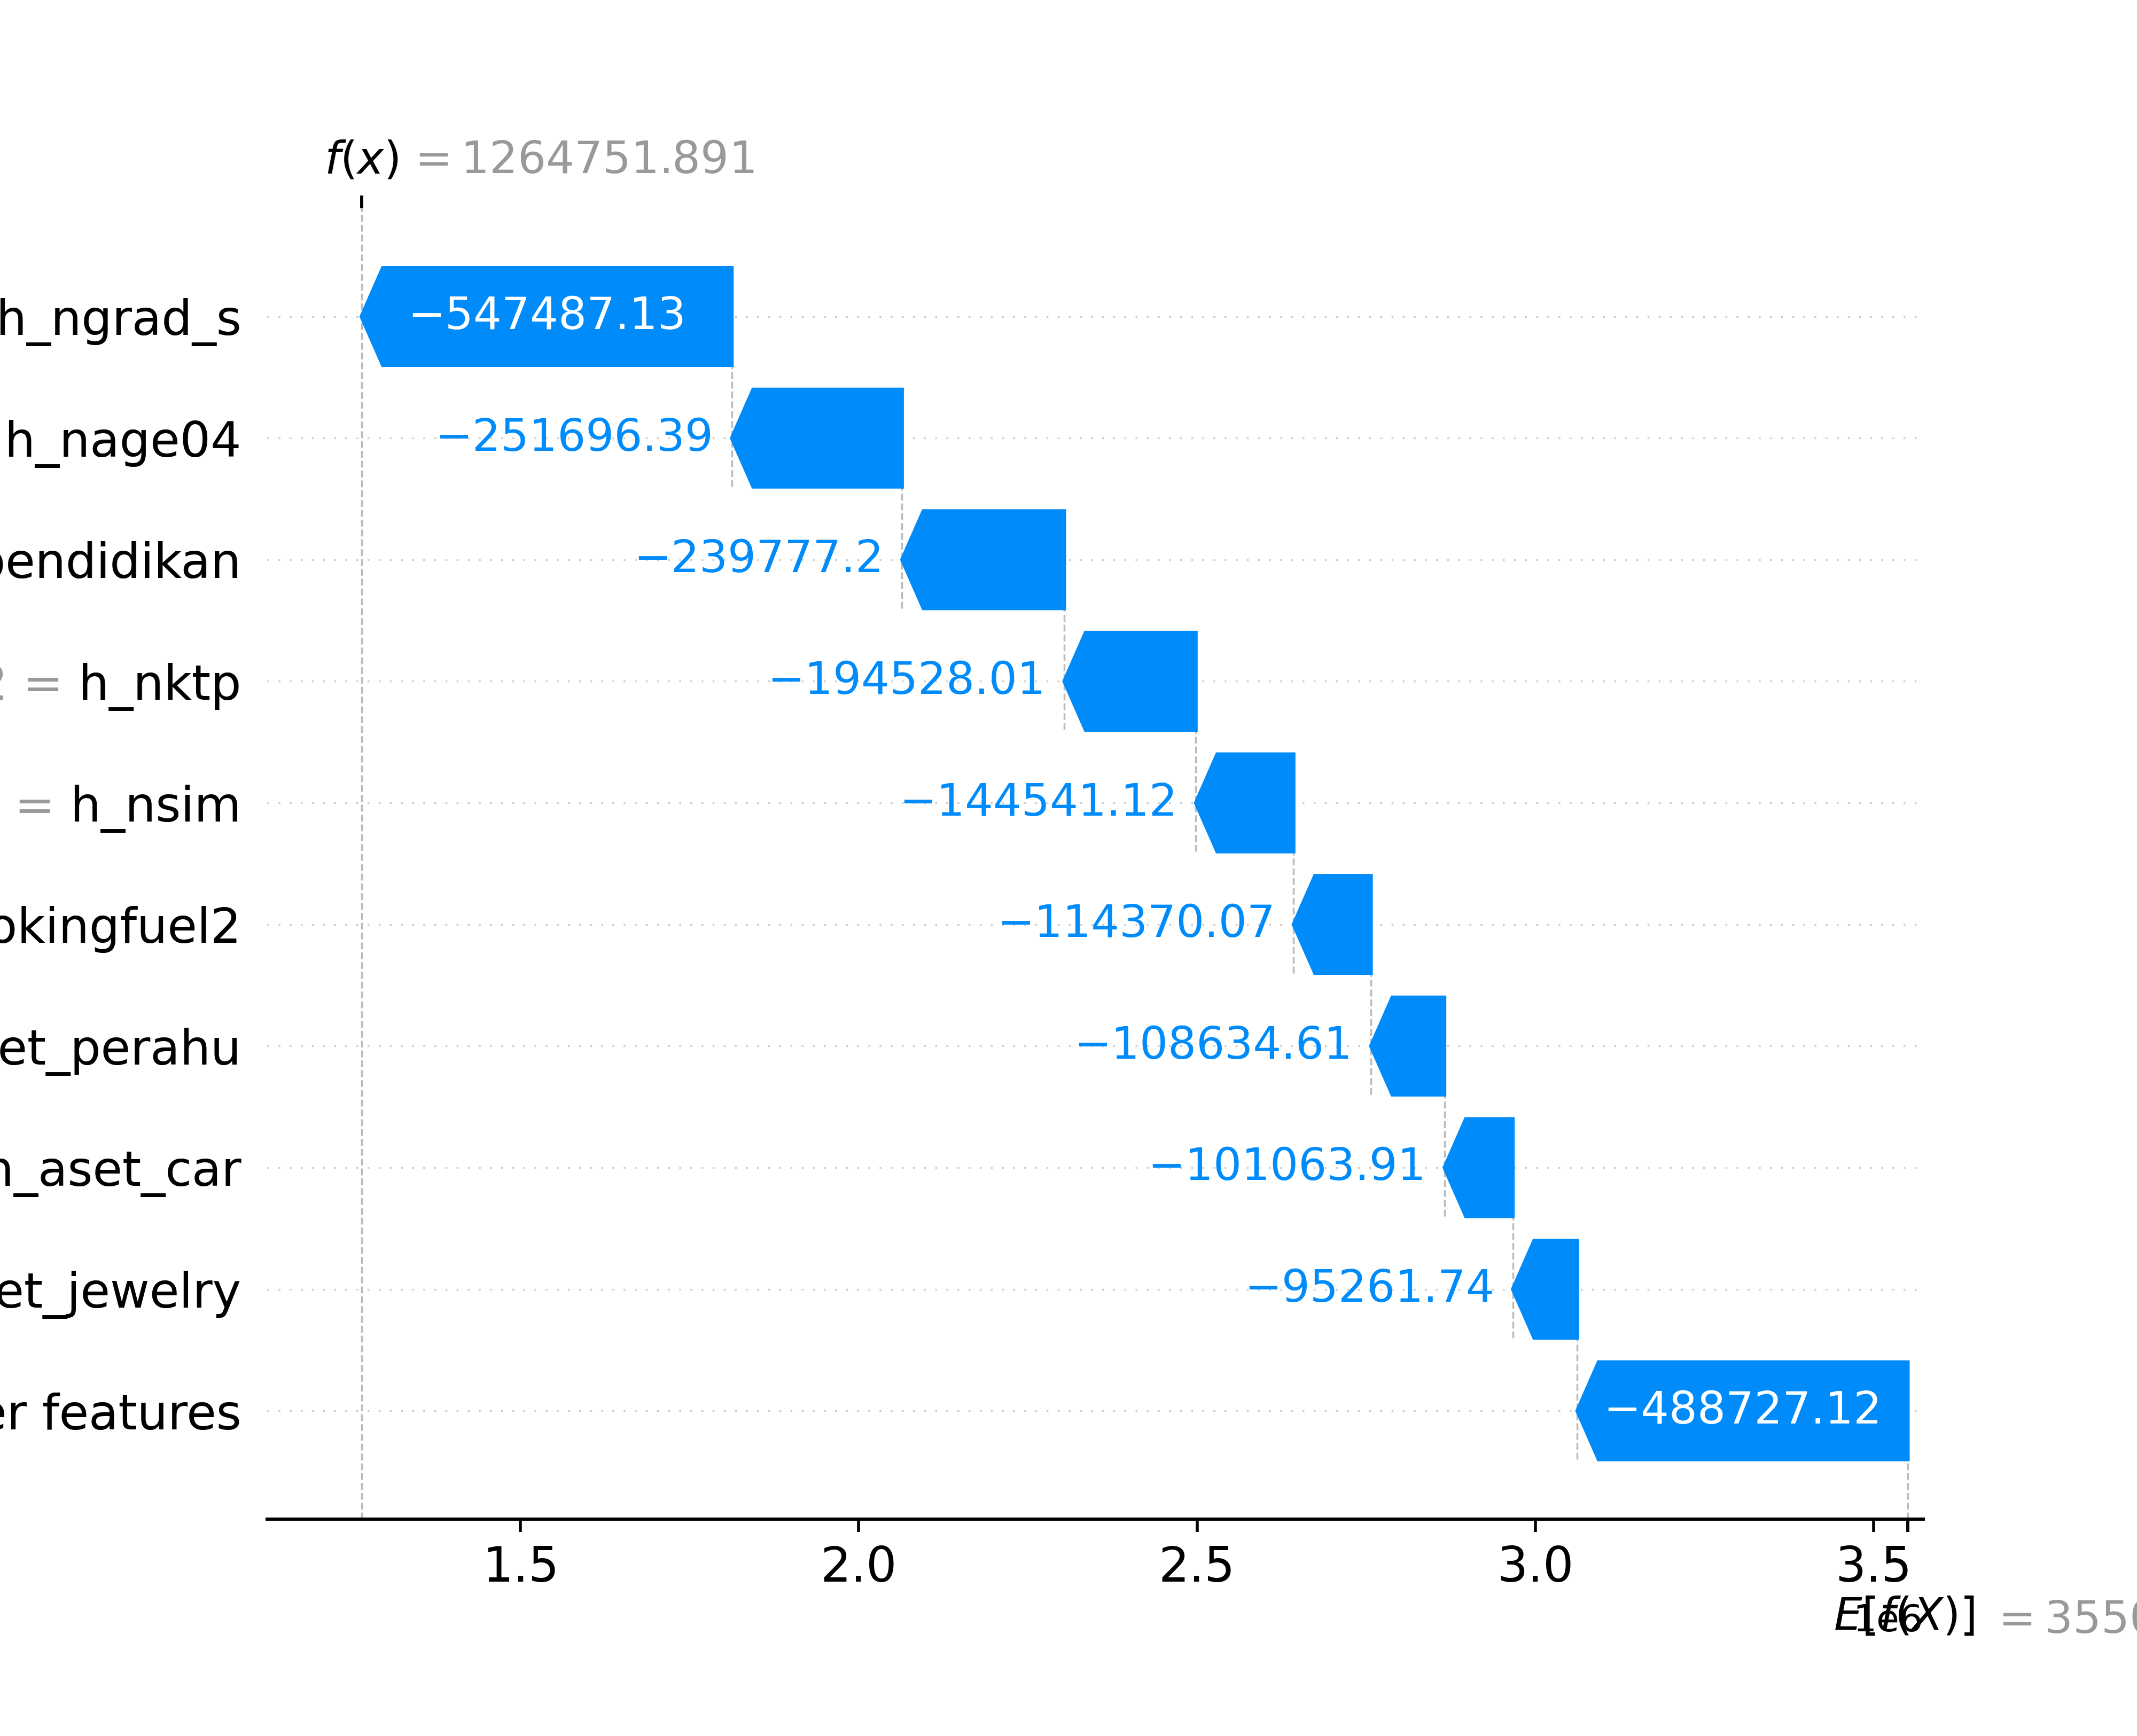 f(x) = 1264751.891
h_ngrad_s −547487.13
h_nage04 −251696.39
pendidikan −239777.2
= h_nktp −194528.01
= h_nsim −144541.12
okingfuel2 −114370.07
et_perahu −108634.61
h_aset_car −101063.91
et_jewelry −95261.74
er features −488727.12
1.5 2.0 2.5 3.0 3.5
1e6
E[f(X)] = 3550